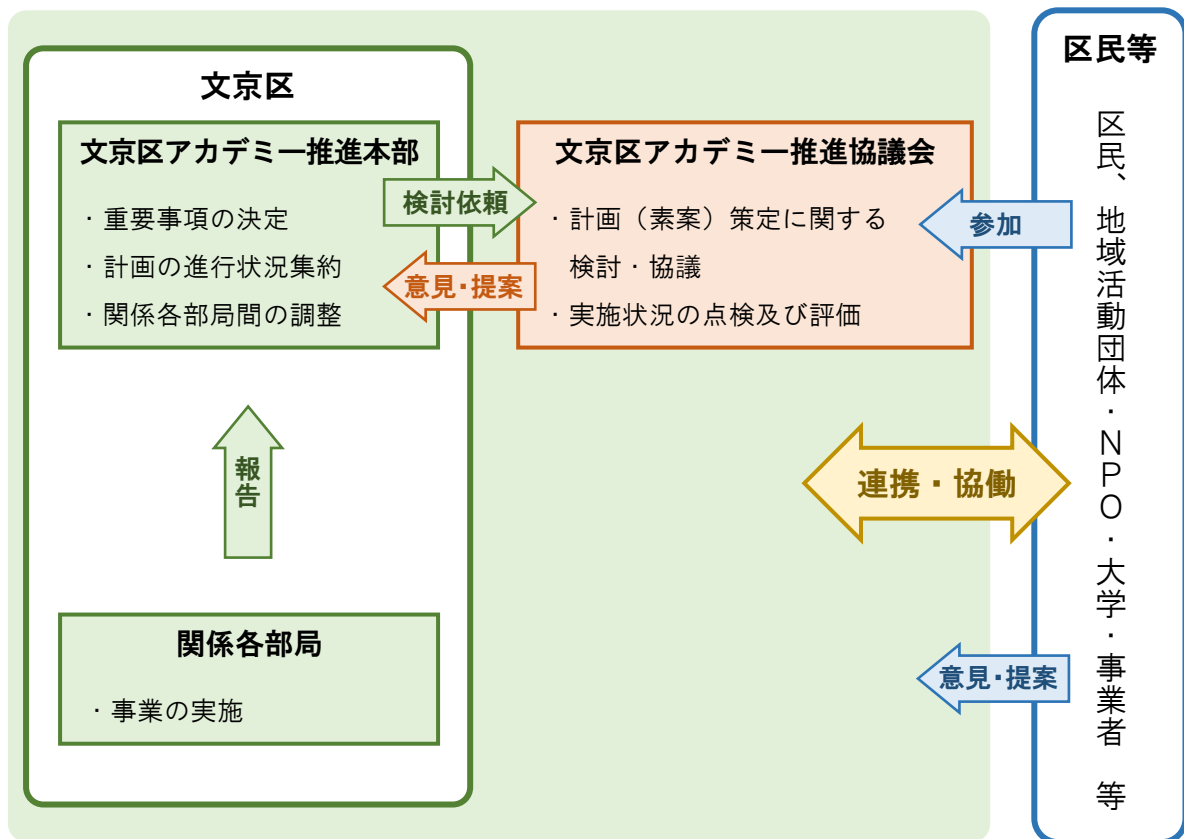 文京区
文京区アカデミー推進本部
・重要事項の決定
・計画の進行状況集約
・関係各部局間の調整
検討依頼
意見・提案
文京区アカデミー推進協議会
・計画（素案）策定に関する
検討・協議
・実施状況の点検及び評価
参加
報告
関係各部局
・事業の実施
連携・協働
意見・提案
区民等
区民、地域活動団体・ＮＰＯ・大学・事業者　等